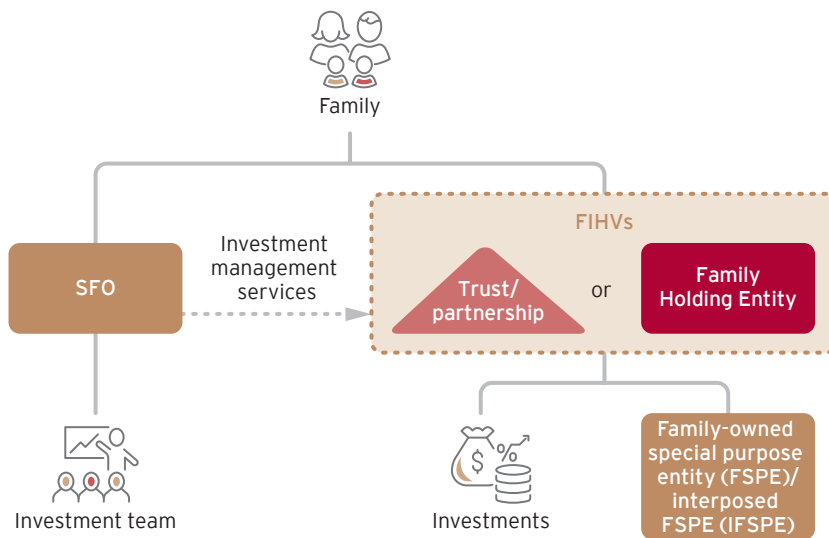 Family
FIHVs
Investment
management
services
SFO
Trust/
partnership
or
Family
Holding Entity
$
%
Investment team
Investments
Family-owned
special purpose
entity (FSPE)/
interposed
FSPE (IFSPE)